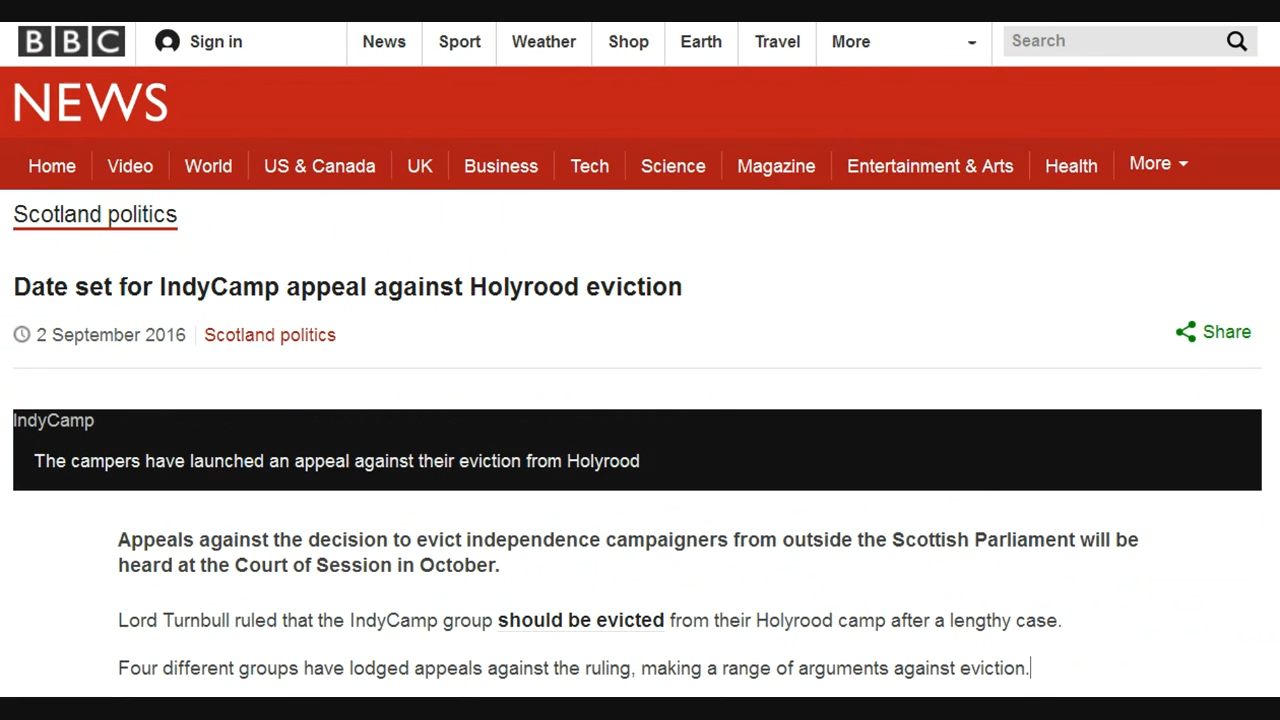 BBC Sign in News Sport Weather Shop Earth Travel More Search
NEWS
Home Video World US & Canada UK Business Tech Science Magazine Entertainment & Arts Health More
Scotland politics
Date set for IndyCamp appeal against Holyrood eviction
2 September 2016 Scotland politics Share
IndyCamp
The campers have launched an appeal against their eviction from Holyrood
Appeals against the decision to evict independence campaigners from outside the Scottish Parliament will be
heard at the Court of Session in October.
Lord Turnbull ruled that the IndyCamp group should be evicted from their Holyrood camp after a lengthy case.
Four different groups have lodged appeals against the ruling, making a range of arguments against eviction.